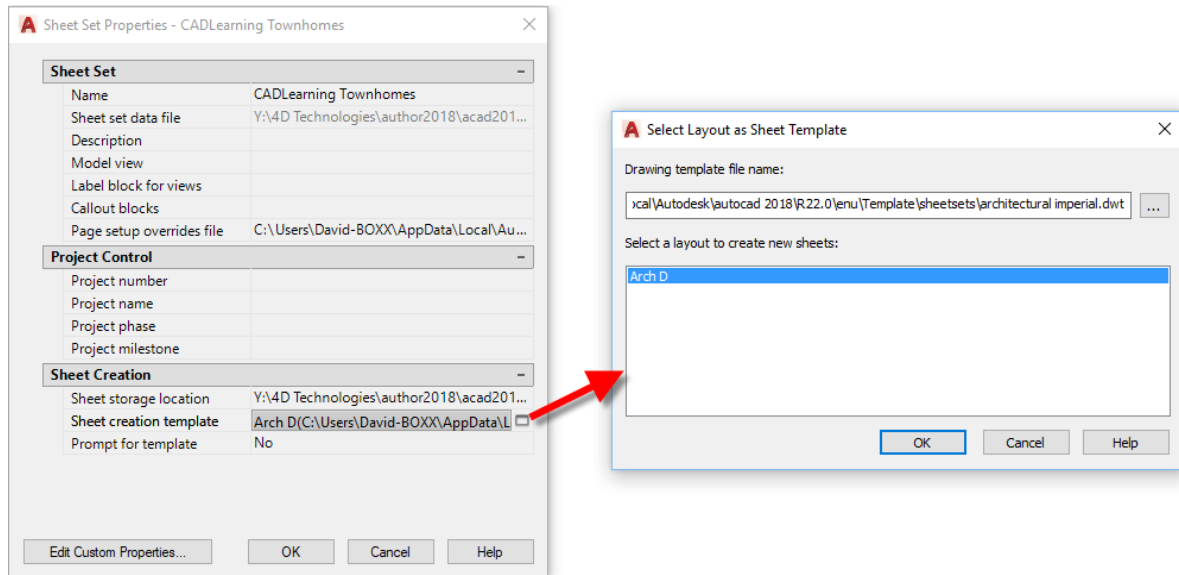 Sheet Set Properties - CADLearning Townhomes
Sheet Set
Name CADLearning Townhomes
Sheet set data file Y:\4D Technologies\author2018\acad201...
Description
Model view
Label block for views
Callout blocks
Page setup overrides file C:\Users\David-BOXX\AppData\Local\Au...
Project Control
Project number
Project name
Project phase
Project milestone
Sheet Creation
Sheet storage location Y:\4D Technologies\author2018\acad201...
Sheet creation template Arch D(C:\Users\David-BOXX\AppData\L
Prompt for template No
Edit Custom Properties... OK Cancel Help
Select Layout as Sheet Template
Drawing template file name:
ocal\Autodesk\autocad 2018\R22.0\enu\Template\sheetsets\architectural imperial.dwt ...
Select a layout to create new sheets:
Arch D
OK Cancel Help